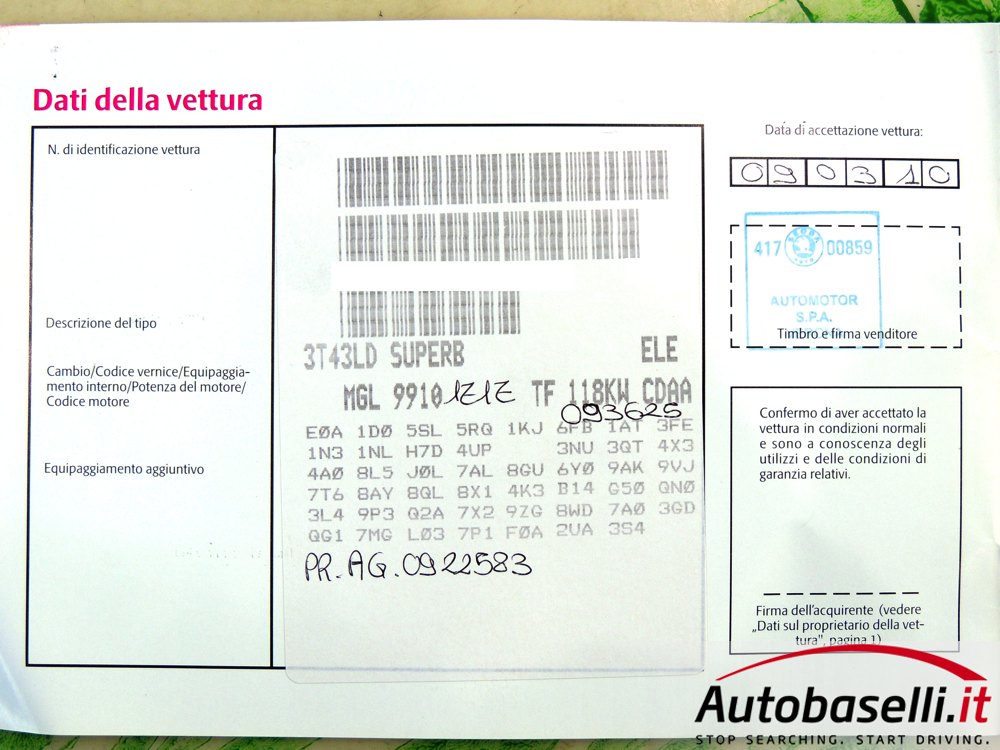 Dati della vettura
N. di identificazione vettura
Descrizione del tipo
Cambio/Codice vernice/Equipaggia-
mento interno/Potenza del motore/
Codice motore
Equipaggiamento aggiuntivo
3T43LD SUPERB ELE
MGL 9910 1Z1Z TF 118KW CDAA
093625
E0A 1D0 5SL 5RQ 1KJ 6FB 1AT 3FE
1N3 1NL H7D 4UP 3NU 3QT 4X3
4A0 8L5 J0L 7AL 8GU 6Y0 9AK 9VJ
7T6 8AY 8QL 8X1 4K3 B14 G50 QN0
3L4 9P3 Q2A 7X2 9ZG 8WD 7A0 3GD
QG1 7MG L03 7P1 F0A 2UA 3S4
PR.AG.0922583
Data di accettazione vettura:
090310
417 SKODA 00859
AUTOMOTOR
S.P.A.
Timbro e firma venditore
Confermo di aver accettato la
vettura in condizioni normali
e sono a conoscenza degli
utilizzi e delle condizioni di
garanzia relativi.
Firma dell'acquirente (vedere
„Dati sul proprietario della vet-
tura", pagina 1)
Autobaselli.it
STOP SEARCHING. START DRIVING.